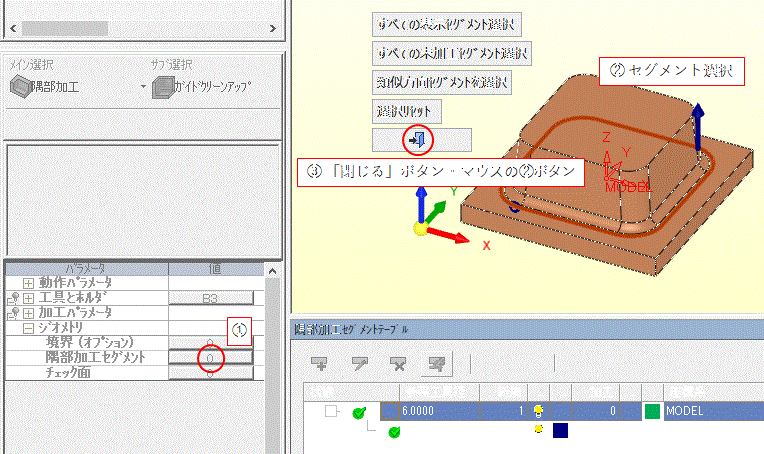 メイン選択
サブ選択
隅部加工
ガイドクリーンアップ
パラメータ
値
動作パラメータ
工具とホルダ
B3
加工パラメータ
ジオメトリ
①
境界 (オプション)
0
隅部加工セグメント
0
チェック面
0
すべての表示セグメント選択
すべての未加工セグメント選択
類似方向セグメントを選択
選択リセット
②セグメント選択
③「閉じる」ボタン・マウスの②ボタン
Z
Y
MODEL
Y
X
隅部加工セグメントテーブル
6.0000
1
0
MODEL